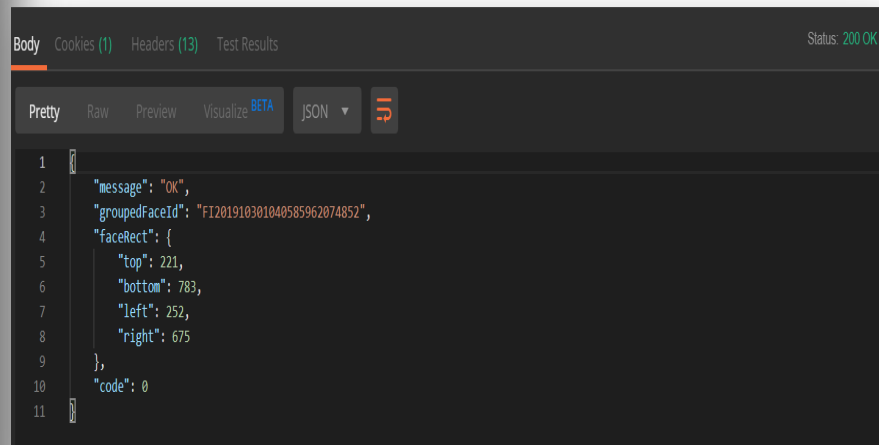 Body Cookies (1) Headers (13) Test Results Status: 200 OK
Pretty Raw Preview Visualize BETA JSON ▼
1 {
2 "message": "OK",
3 "groupedFaceId": "FI201910301040585962074852",
4 "faceRect": {
5 "top": 221,
6 "bottom": 783,
7 "left": 252,
8 "right": 675
9 },
10 "code": 0
11 }